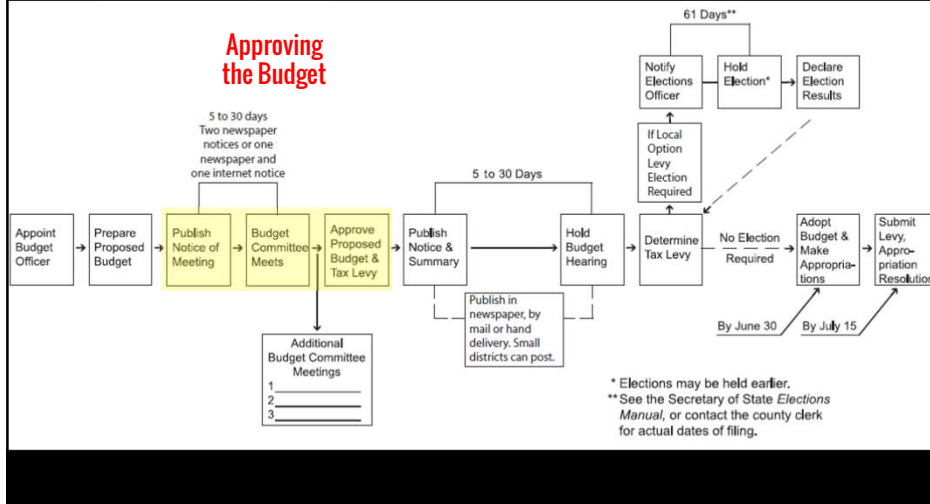 Approving
the Budget
61 Days**
Notify
Elections
Officer
Hold
Election*
Declare
Election
Results
5 to 30 days
Two newspaper
notices or one
newspaper and
one internet notice
If Local
Option
Levy
Election
Required
5 to 30 Days
Appoint
Budget
Officer
Prepare
Proposed
Budget
Publish
Notice of
Meeting
Budget
Committee
Meets
Approve
Proposed
Budget &
Tax Levy
Publish
Notice &
Summary
Hold
Budget
Hearing
Determine
Tax Levy
No Election
Required
Adopt
Budget &
Make
Appropria-
tions
Submit
Levy,
Appro-
priation
Resolution
Publish in
newspaper, by
mail or hand
delivery. Small
districts can post.
By June 30
By July 15
Additional
Budget Committee
Meetings
1
2
3
* Elections may be held earlier.
** See the Secretary of State Elections
Manual, or contact the county clerk
for actual dates of filing.